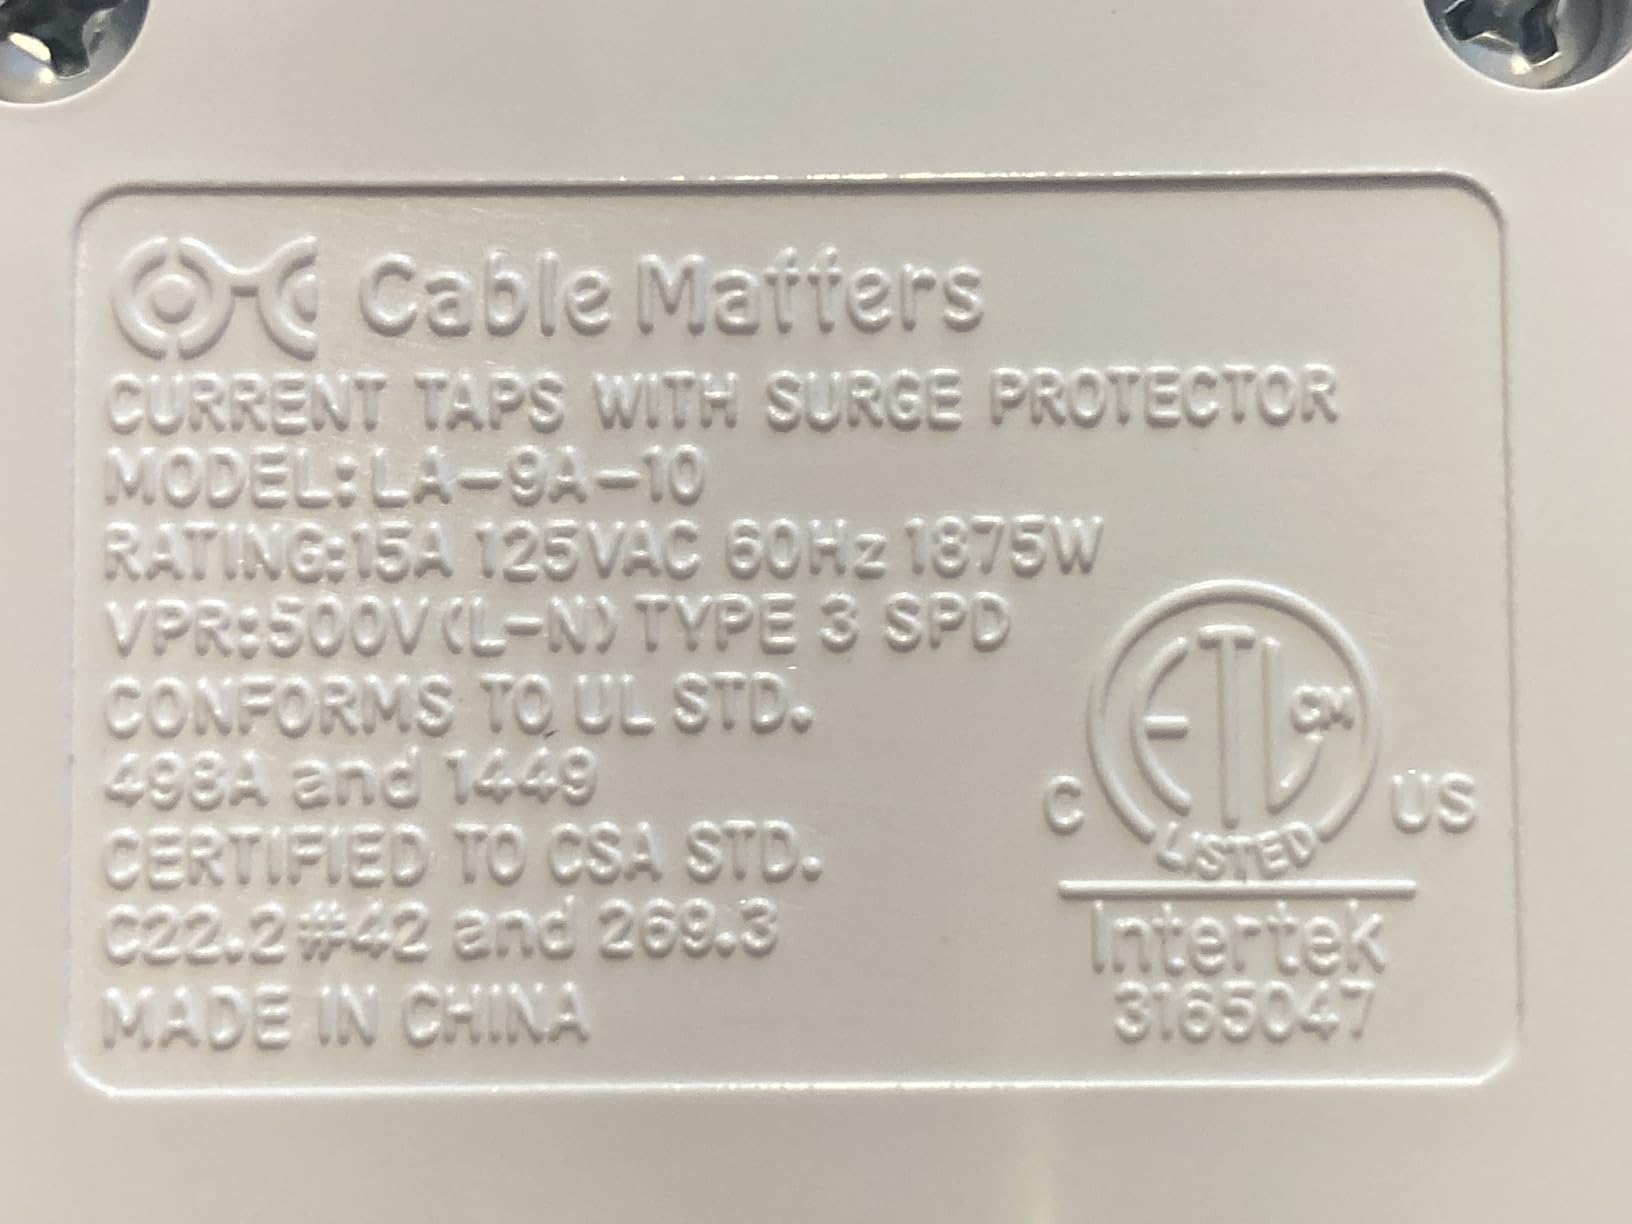 Cable Matters
CURRENT TAPS WITH SURGE PROTECTOR
MODEL:LA-9A-10
RATING:15A 125VAC 60Hz 1875W
VPR:500V(L-N) TYPE 3 SPD
CONFORMS TO UL STD.
498A and 1449
CERTIFIED TO CSA STD.
C22.2#42 and 269.3
MADE IN CHINA
ETL CM
C US
LISTED
Intertek
3165047